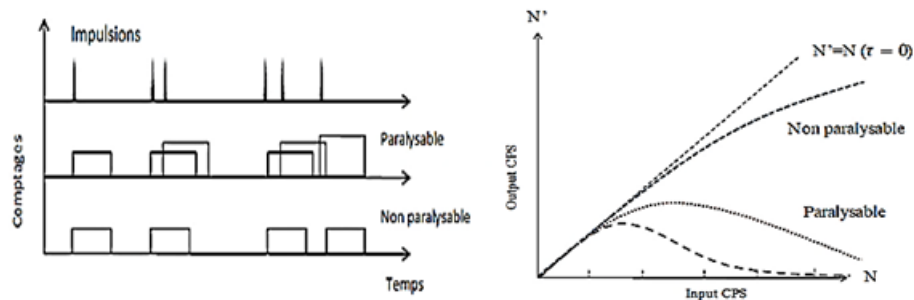 Impulsions
Paralysable
Non paralysable
Comptages
Temps
N'
N'=N (τ = 0)
Non paralysable
Paralysable
Output CPS
N
Input CPS